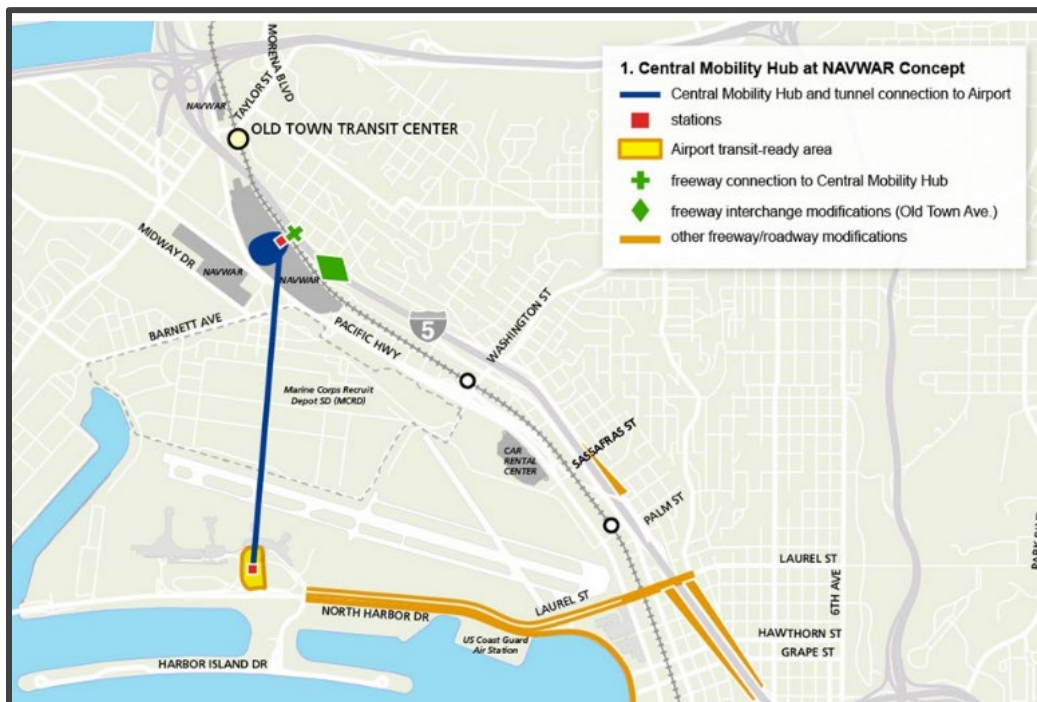 MORENA BLVD
TAYLOR ST
NAVWAR
OLD TOWN TRANSIT CENTER
1. Central Mobility Hub at NAVWAR Concept
Central Mobility Hub and tunnel connection to Airport
stations
Airport transit-ready area
freeway connection to Central Mobility Hub
freeway interchange modifications (Old Town Ave.)
other freeway/roadway modifications
MIDWAY DR
NAVWAR
NAVWAR
BARNETT AVE
PACIFIC HWY
5
WASHINGTON ST
Marine Corps Recruit
Depot SD (MCRD)
CAR
RENTAL
CENTER
SASSAFRAS ST
PALM ST
LAUREL ST
6TH AVE
NORTH HARBOR DR
LAUREL ST
US Coast Guard
Air Station
HAWTHORN ST
GRAPE ST
HARBOR ISLAND DR